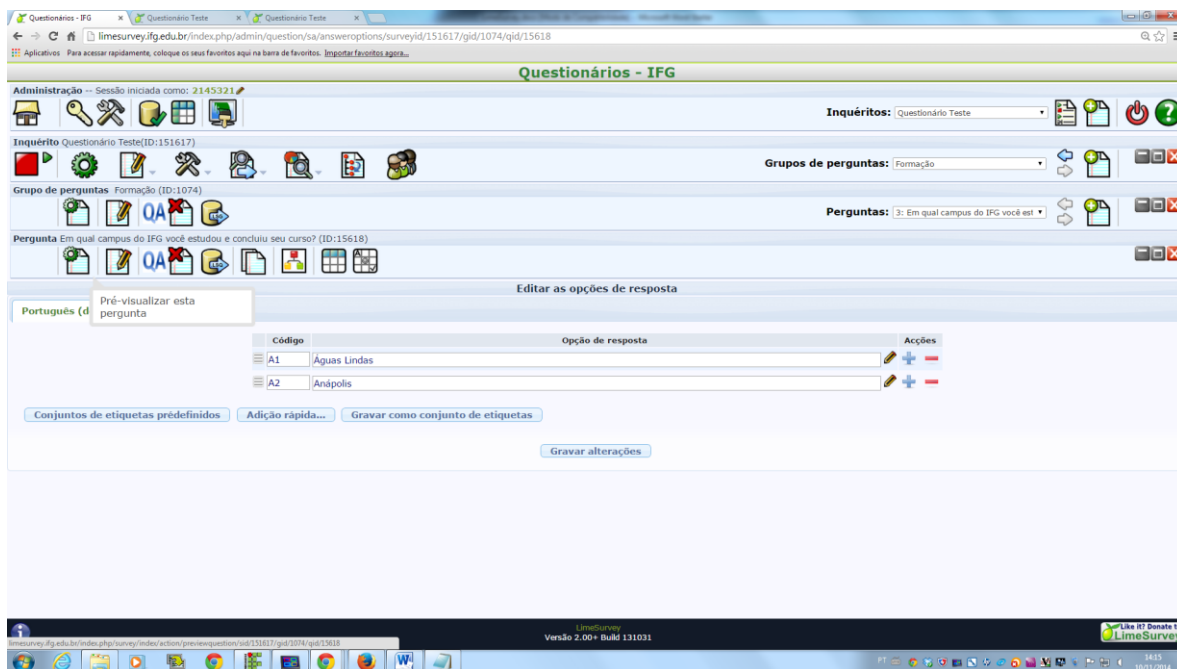 Questionários - IFG
Questionário Teste
Questionário Teste
limesurvey.ifg.edu.br/index.php/admin/question/sa/answeroptions/surveyid/151617/gid/1074/qid/15618
Aplicativos Para acessar rapidamente, coloque os seus favoritos aqui na barra de favoritos. Importar favoritos agora...
Questionários - IFG
Administração -- Sessão iniciada como: 2145321
Inquéritos: Questionário Teste
Inquérito Questionário Teste(ID:151617)
Grupos de perguntas: Formação
Grupo de perguntas Formação (ID:1074)
QA
Perguntas: 3: Em qual campus do IFG você est
Pergunta Em qual campus do IFG você estudou e concluiu seu curso? (ID:15618)
QA
Editar as opções de resposta
Pré-visualizar esta
pergunta
Português (d
Código Opção de resposta Acções
A1 Águas Lindas
A2 Anápolis
Conjuntos de etiquetas prédefinidos Adição rápida... Gravar como conjunto de etiquetas
Gravar alterações
LimeSurvey
Versão 2.00+ Build 131031
Like it? Donate t
LimeSurvey
limesurvey.ifg.edu.br/index.php/survey/index/action/previewquestion/sid/151617/gid/1074/qid/15618
PT
14:15
10/11/2014